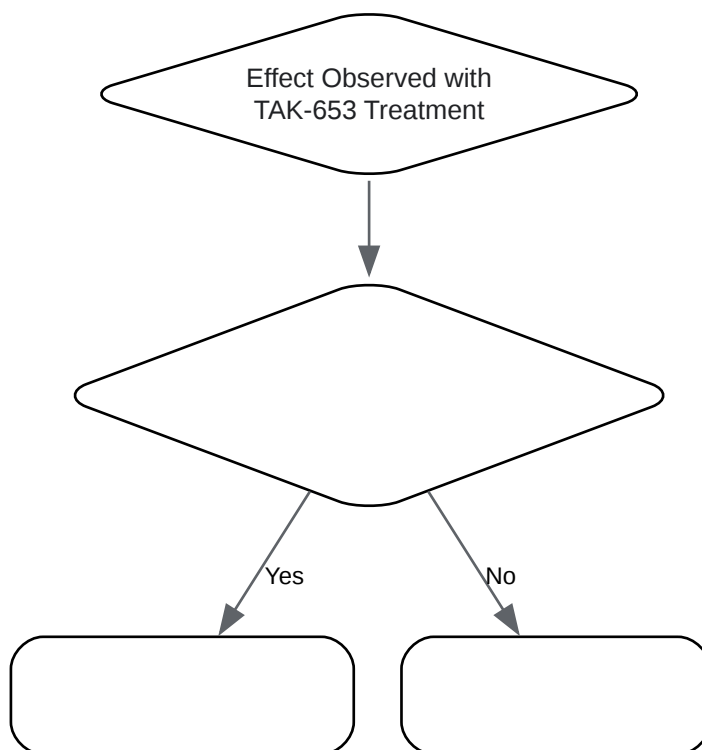 Effect Observed with
TAK-653 Treatment
Yes
No